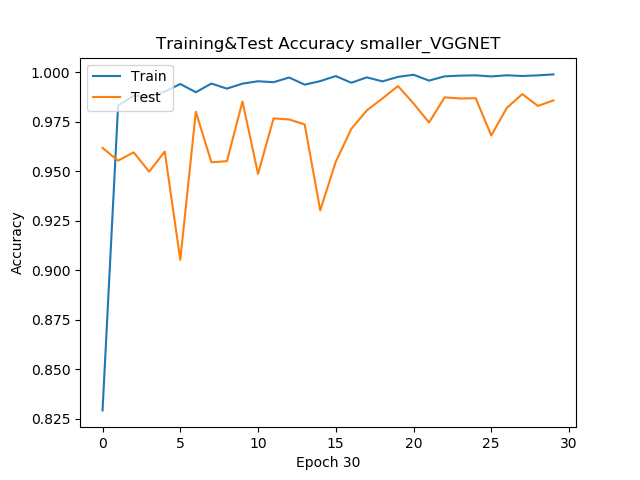 Training&Test Accuracy smaller_VGGNET
1.000
Train
Test
0.975
0.950
0.925
0.900
0.875
0.850
0.825
Accuracy
0 5 10 15 20 25 30
Epoch 30